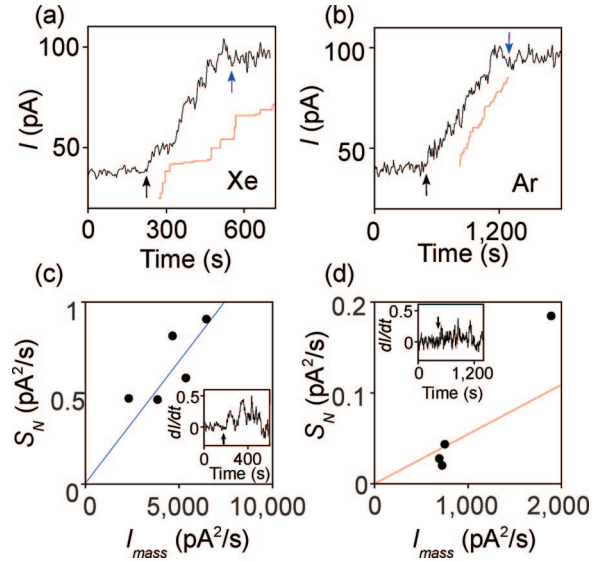 (a)
100
50
I (pA)
Xe
0 300 600
Time (s)
(b)
100
50
I (pA)
Ar
0 1,200
Time (s)
(c)
1
0.5
0
S_N (pA²/s)
0 5,000 10,000
I_mass (pA²/s)
0.5
0
dI/dt
0 400
Time (s)
(d)
0.2
0.1
0
S_N (pA²/s)
0 1,000 2,000
I_mass (pA²/s)
0.5
0
dI/dt
0 1,200
Time (s)